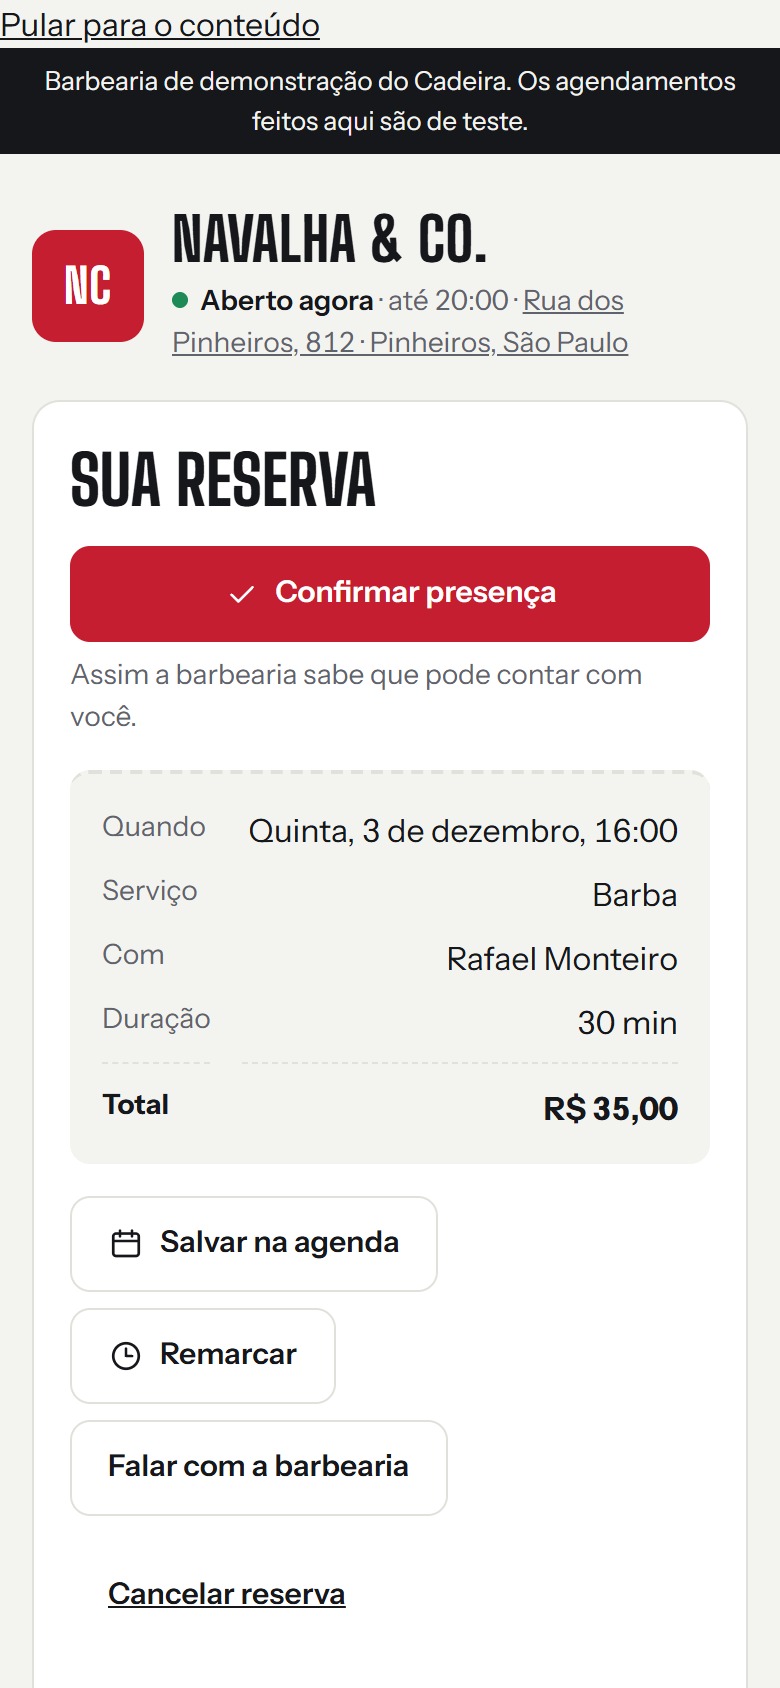 Pular para o conteúdo
Barbearia de demonstração do Cadeira. Os agendamentos
feitos aqui são de teste.
NC
NAVALHA & CO.
Aberto agora · até 20:00 · Rua dos
Pinheiros, 812 · Pinheiros, São Paulo
SUA RESERVA
Confirmar presença
Assim a barbearia sabe que pode contar com
você.
Quando Quinta, 3 de dezembro, 16:00
Serviço Barba
Com Rafael Monteiro
Duração 30 min
Total R$ 35,00
Salvar na agenda
Remarcar
Falar com a barbearia
Cancelar reserva